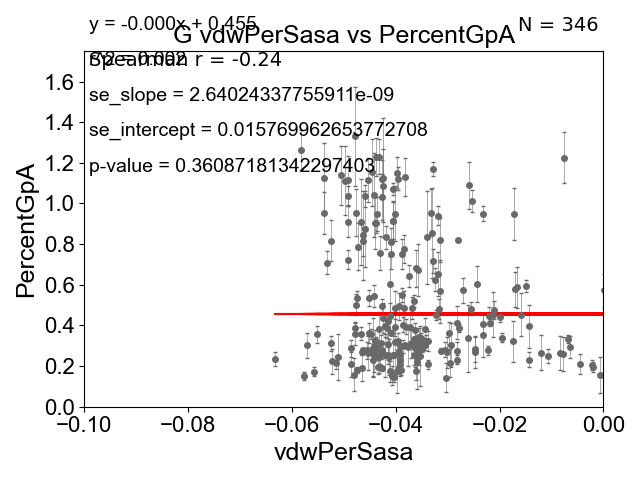 y = -0.000x + 0.455
N = 346
G vdwPerSasa vs PercentGpA
Spearman r = -0.24
se_slope = 2.64024337755911e-09
se_intercept = 0.015769962653772708
p-value = 0.36087181342297403
PercentGpA
1.6
1.4
1.2
1.0
0.8
0.6
0.4
0.2
0.0
−0.10
−0.08
−0.06
−0.04
−0.02
0.00
vdwPerSasa